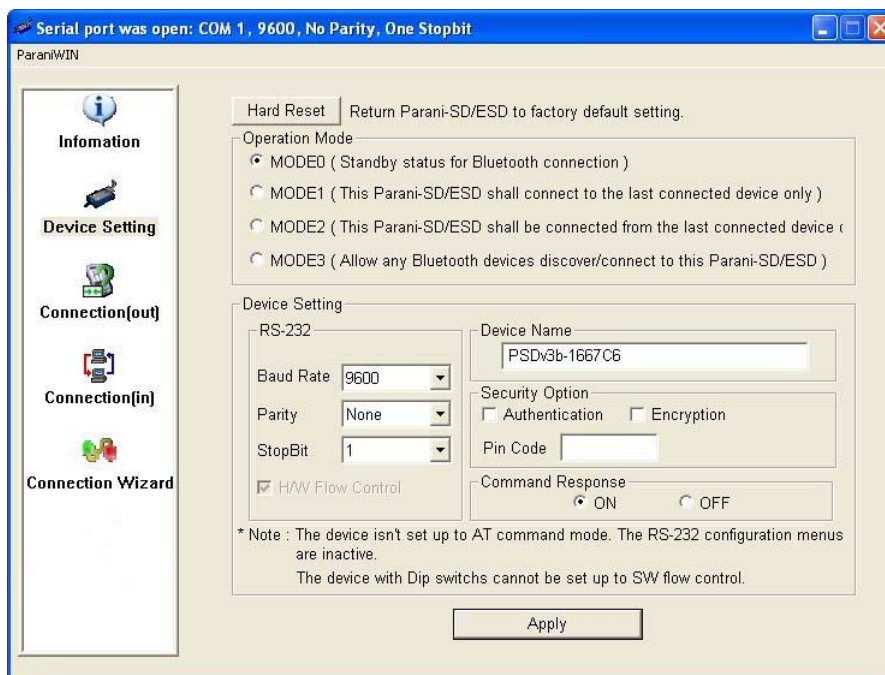 Serial port was open: COM 1, 9600, No Parity, One Stopbit
ParaniWIN
Infomation
Device Setting
Connection(out)
Connection(in)
Connection Wizard
Hard Reset Return Parani-SD/ESD to factory default setting.
Operation Mode
MODE0 ( Standby status for Bluetooth connection )
MODE1 ( This Parani-SD/ESD shall connect to the last connected device only )
MODE2 ( This Parani-SD/ESD shall be connected from the last connected device
MODE3 ( Allow any Bluetooth devices discover/connect to this Parani-SD/ESD )
Device Setting
RS-232
Baud Rate 9600
Parity None
StopBit 1
H/W Flow Control
Device Name
PSDv3b-1667C6
Security Option
Authentication Encryption
Pin Code
Command Response
ON OFF
* Note : The device isn't set up to AT command mode. The RS-232 configuration menus
are inactive.
The device with Dip switchs cannot be set up to SW flow control.
Apply